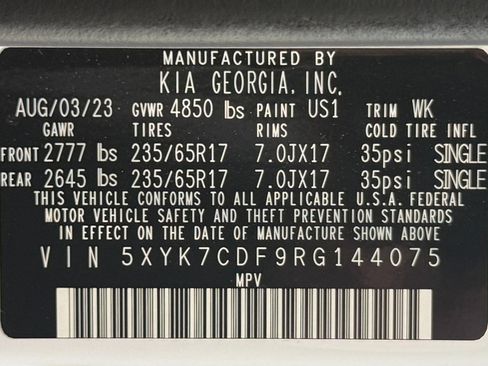 MANUFACTURED BY
KIA GEORGIA, INC.
AUG/03/23 GVWR 4850 lbs PAINT US1 TRIM WK
GAWR TIRES RIMS COLD TIRE INFL
FRONT 2777 lbs 235/65R17 7.0JX17 35psi SINGLE
REAR 2645 lbs 235/65R17 7.0JX17 35psi SINGLE
THIS VEHICLE CONFORMS TO ALL APPLICABLE U.S.A. FEDERAL
MOTOR VEHICLE SAFETY AND THEFT PREVENTION STANDARDS
IN EFFECT ON THE DATE OF MANUFACTURE SHOWN ABOVE.
VIN 5XYK7CDF9RG144075
MPV